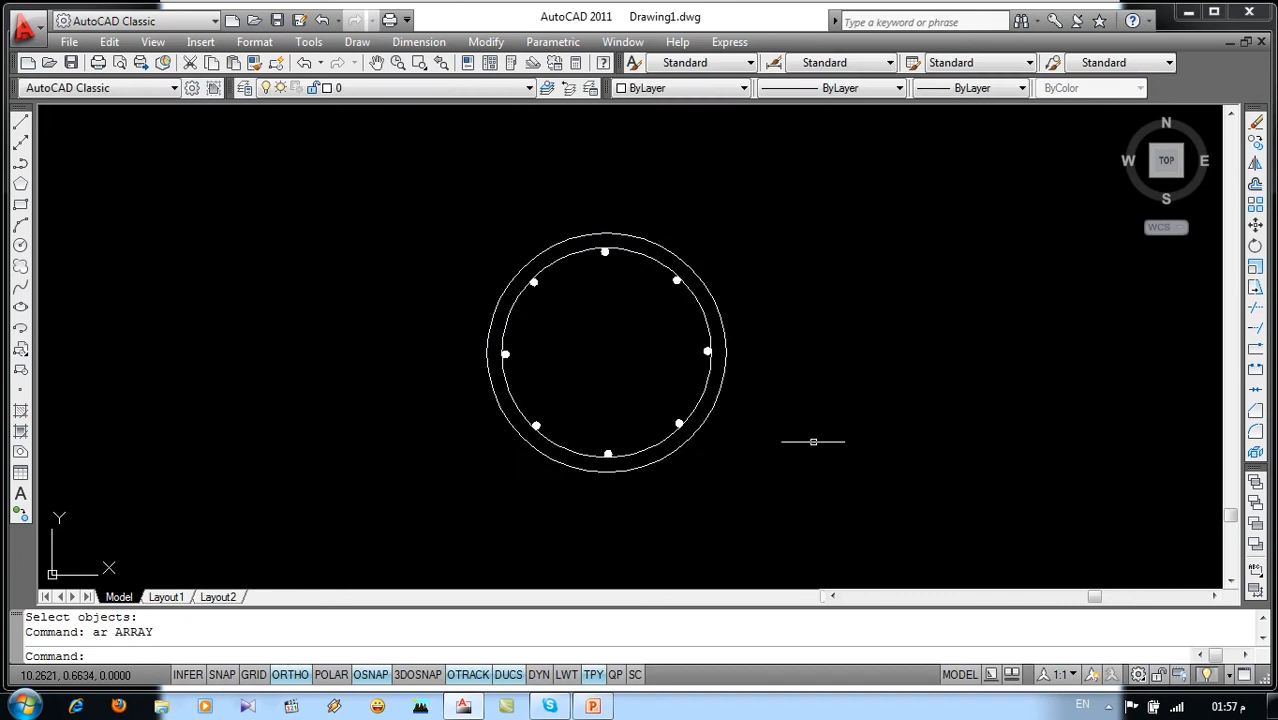 AutoCAD Classic
AutoCAD 2011 Drawing1.dwg
Type a keyword or phrase
File Edit View Insert Format Tools Draw Dimension Modify Parametric Window Help Express
Standard Standard Standard Standard
AutoCAD Classic 0 ByLayer ByLayer ByLayer ByColor
N
W TOP E
S
WCS
A
Y
X
Model Layout1 Layout2
Select objects:
Command: ar ARRAY
Command:
10.2621, 0.6634, 0.0000 INFER SNAP GRID ORTHO POLAR OSNAP 3DOSNAP OTRACK DUCS DYN LWT TPY QP SC MODEL 1:1
EN 01:57 م